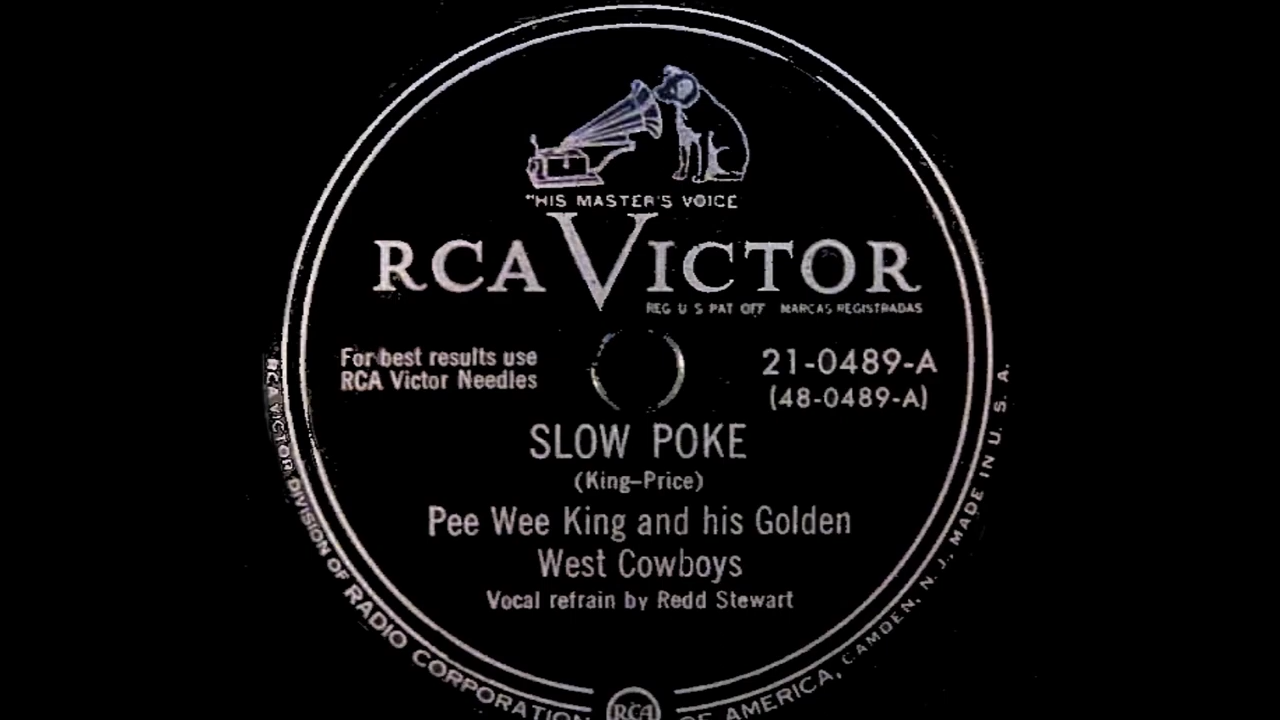 "HIS MASTER'S VOICE
RCA VICTOR
REG U S PAT OFF MARCAS REGISTRADAS
For best results use
RCA Victor Needles
21-0489-A
(48-0489-A)
SLOW POKE
(King–Price)
Pee Wee King and his Golden
West Cowboys
Vocal refrain by Redd Stewart
RCA VICTOR DIVISION OF RADIO CORPORATION OF AMERICA, CAMDEN, N. J., MADE IN U. S. A.
RCA